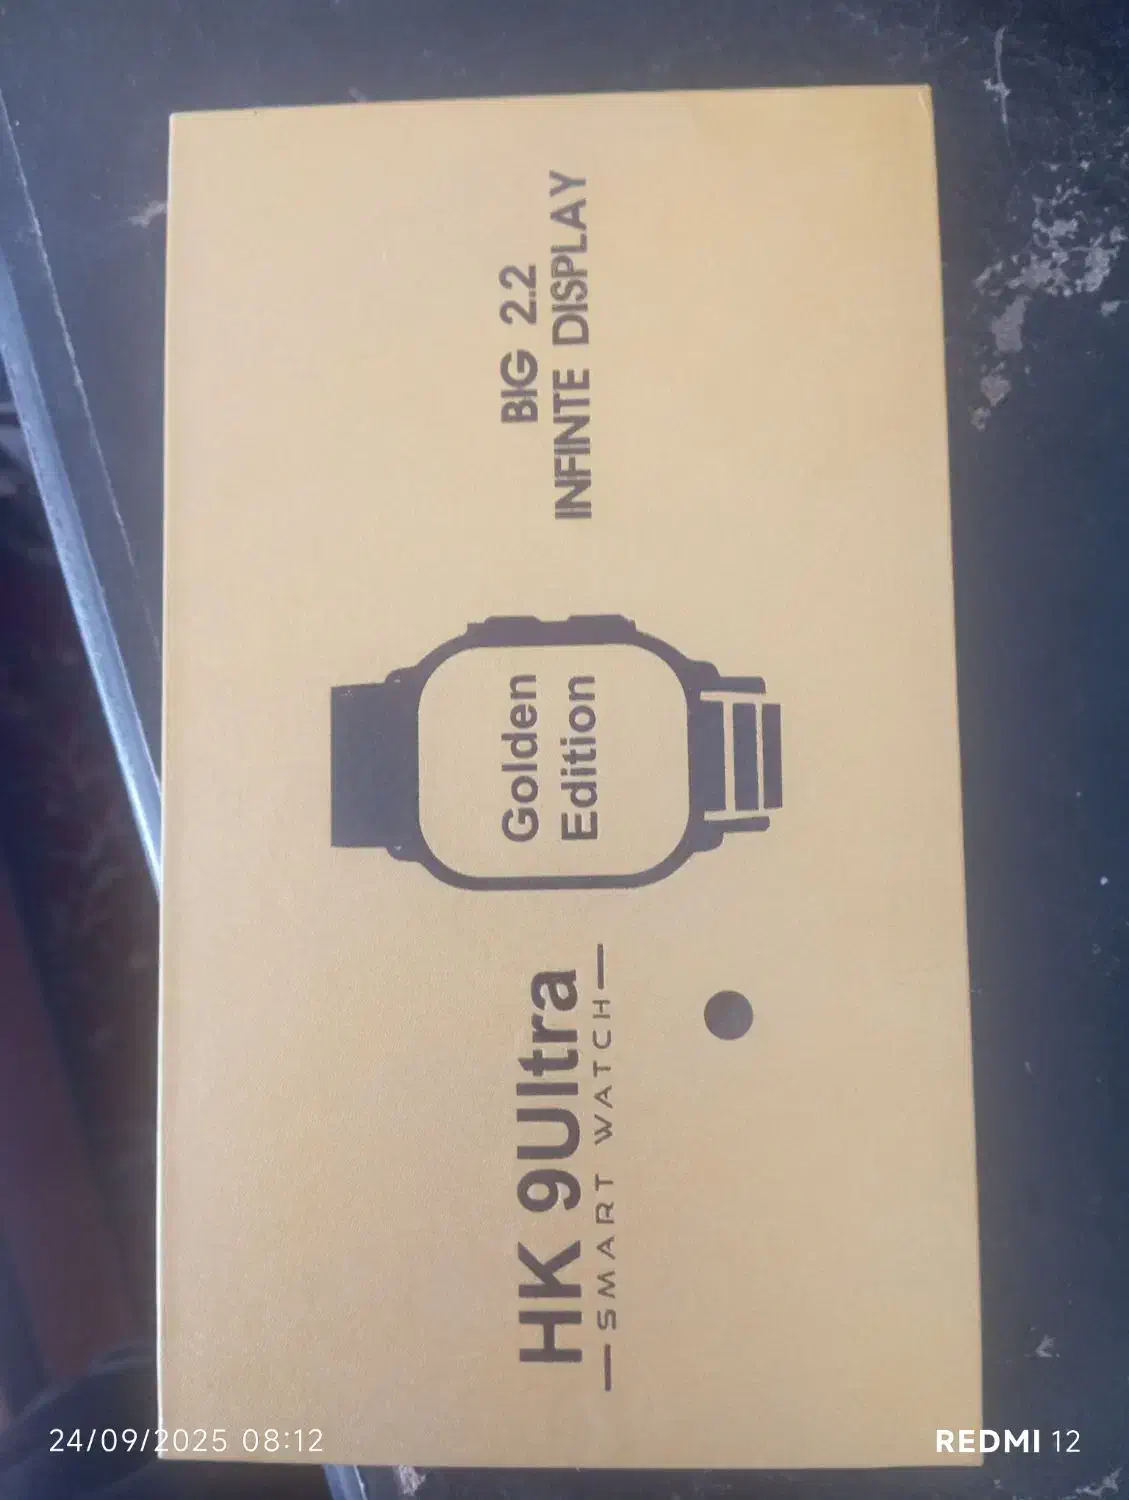 HK 9Ultra
SMART WATCH
Golden
Edition
BIG 2.2
INFINTE DISPLAY
24/09/2025 08:12
REDMI 12